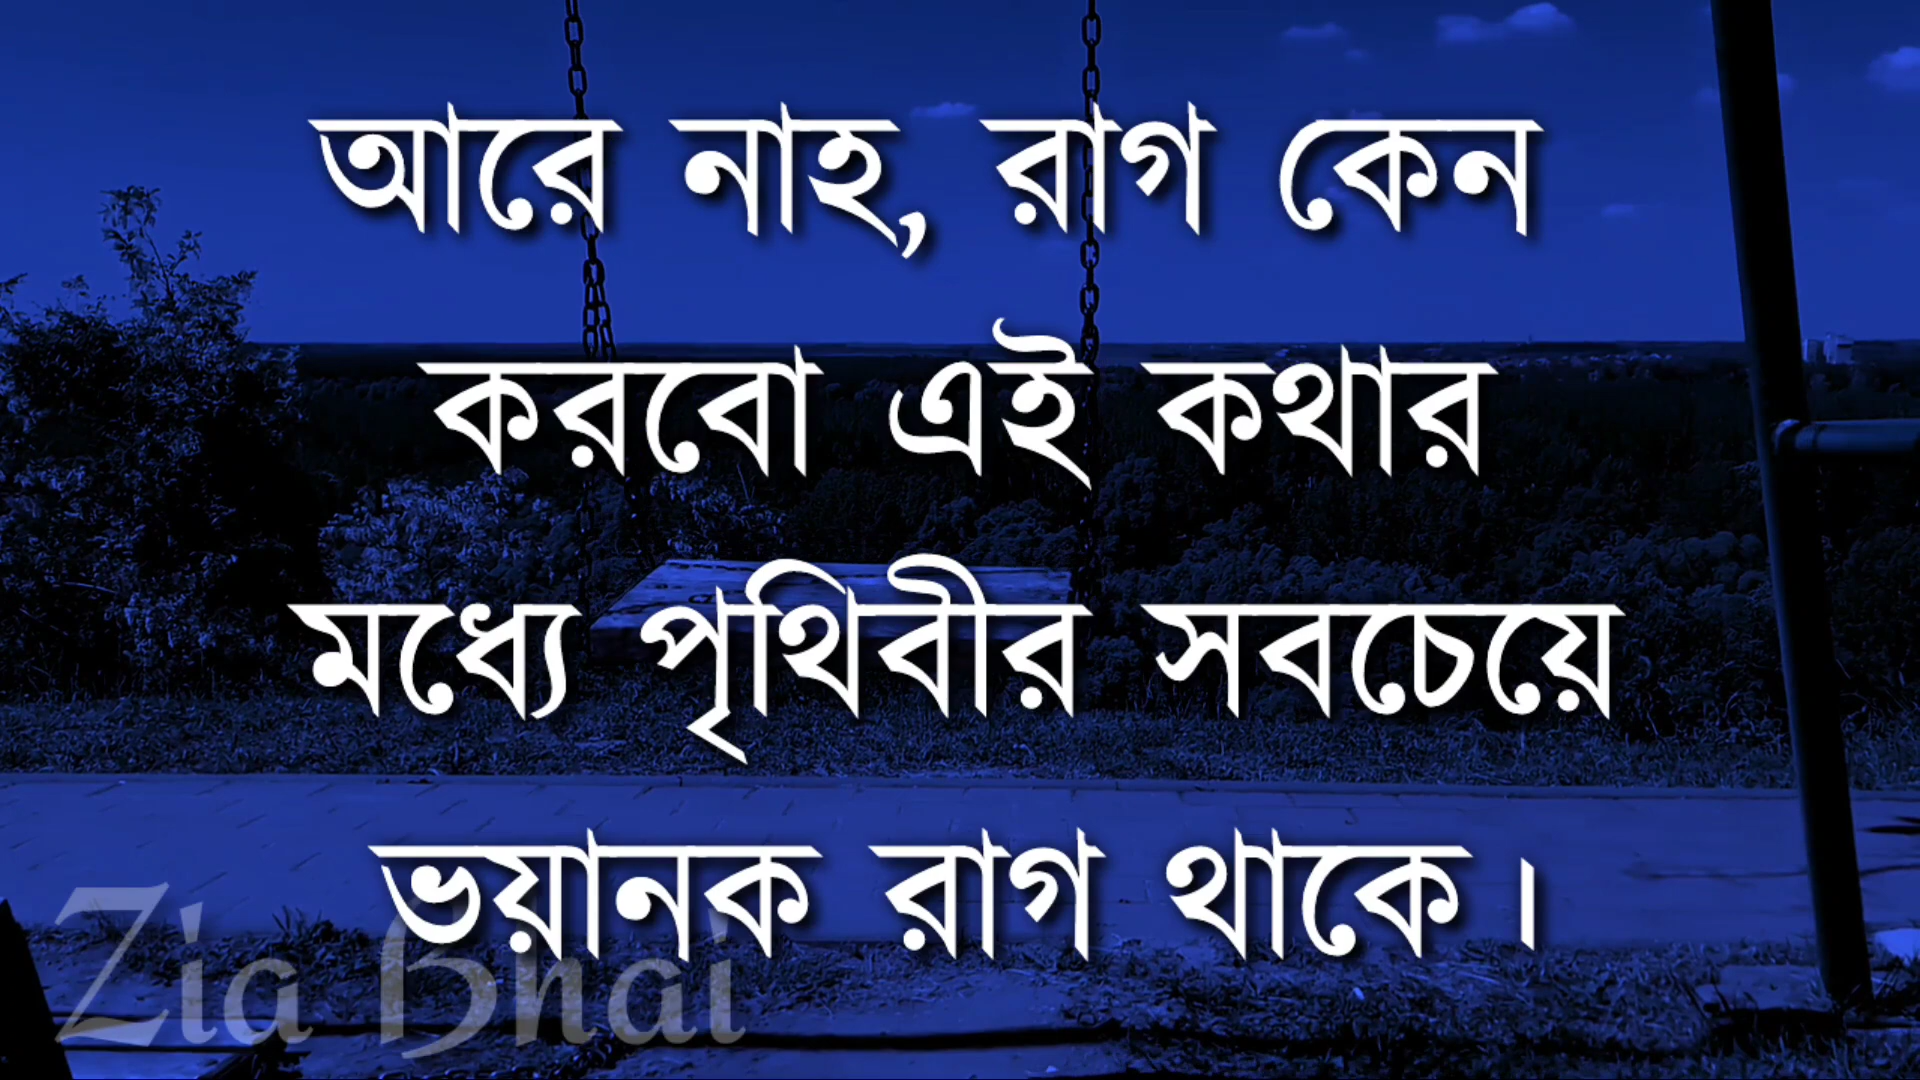 আরে নাহ, রাগ কেন
করবো এই কথার
মধ্যে পৃথিবীর সবচেয়ে
ভয়ানক রাগ থাকে।
Zia Bhai